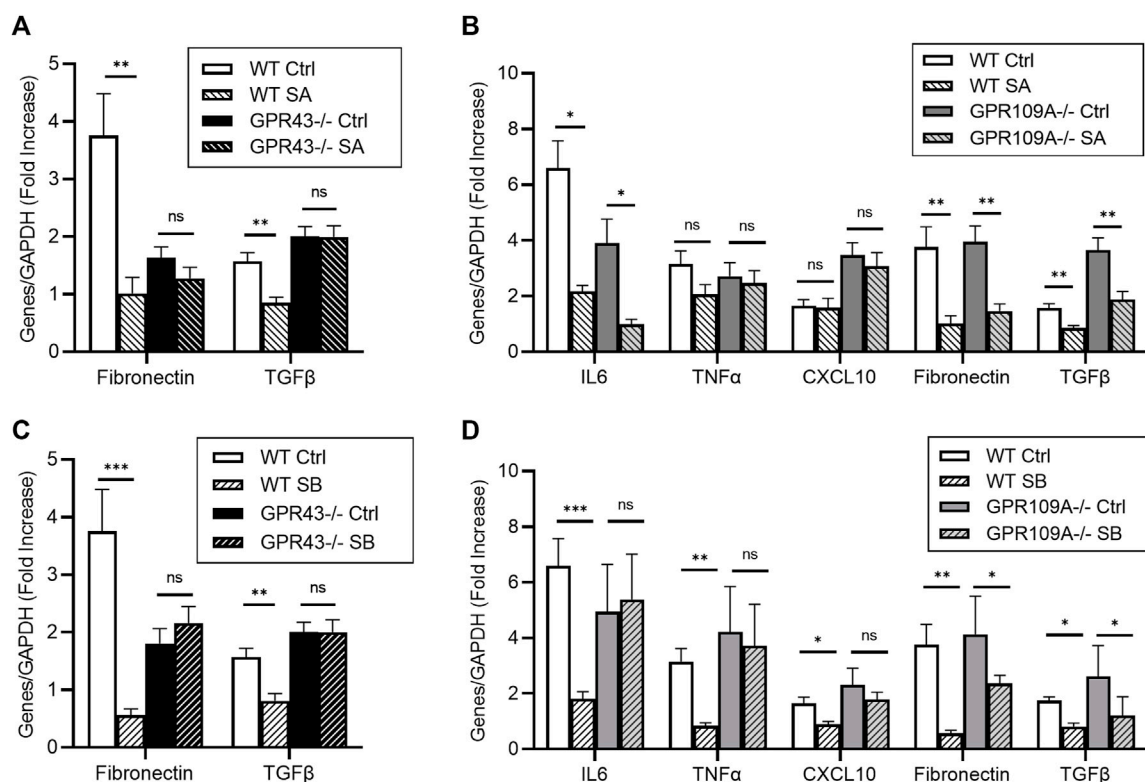 A
Genes/GAPDH (Fold Increase)
5
4
3
2
1
0
WT Ctrl
WT SA
GPR43-/- Ctrl
GPR43-/- SA
**
ns
**
ns
Fibronectin
TGFβ
B
Genes/GAPDH (Fold Increase)
10
8
6
4
2
0
WT Ctrl
WT SA
GPR109A-/- Ctrl
GPR109A-/- SA
*
*
ns
ns
ns
ns
**
**
**
**
IL6
TNFα
CXCL10
Fibronectin
TGFβ
C
Genes/GAPDH (Fold Increase)
5
4
3
2
1
0
WT Ctrl
WT SB
GPR43-/- Ctrl
GPR43-/- SB
***
ns
**
ns
Fibronectin
TGFβ
D
Genes/GAPDH (Fold Increase)
10
8
6
4
2
0
WT Ctrl
WT SB
GPR109A-/- Ctrl
GPR109A-/- SB
***
ns
**
ns
*
ns
**
*
*
*
IL6
TNFα
CXCL10
Fibronectin
TGFβ